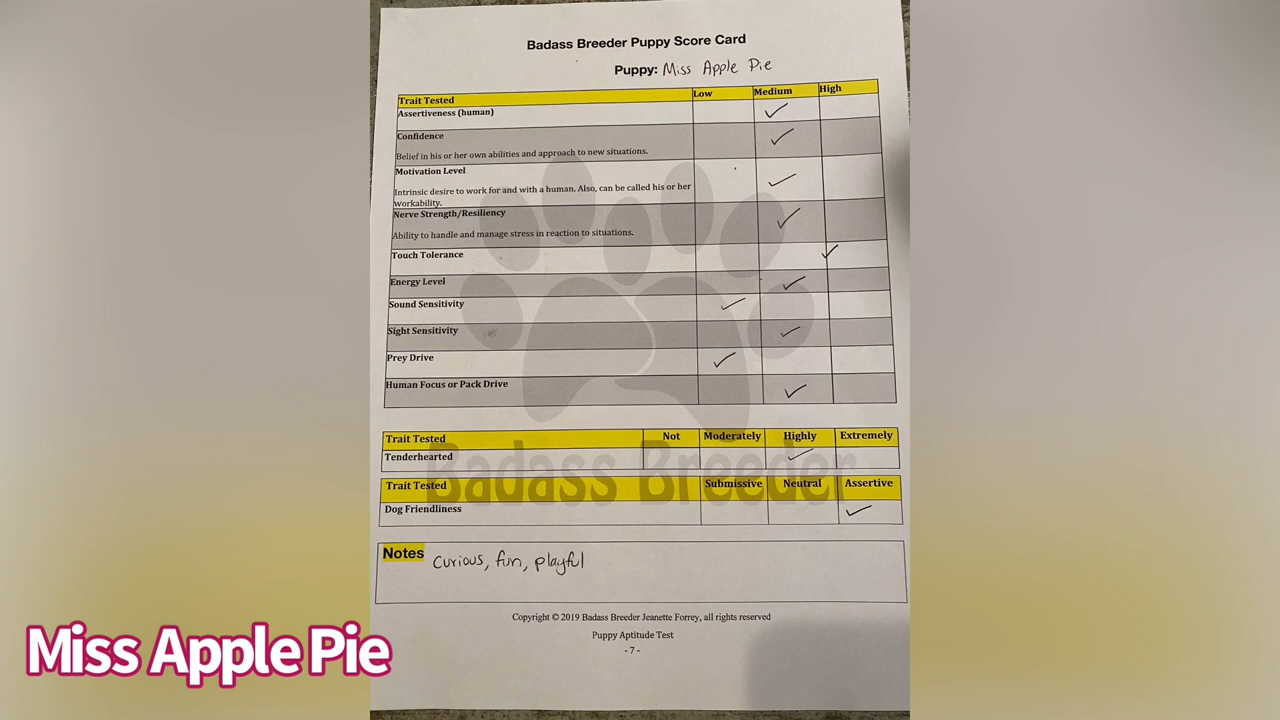 Badass Breeder Puppy Score Card
Puppy: Miss Apple Pie
Trait Tested Low Medium High
Assertiveness (human) ✓
Confidence ✓
Belief in his or her own abilities and approach to new situations.
Motivation Level ✓
Intrinsic desire to work for and with a human. Also, can be called his or her
workability.
Nerve Strength/Resiliency ✓
Ability to handle and manage stress in reaction to situations.
Touch Tolerance ✓
Energy Level ✓
Sound Sensitivity ✓
Sight Sensitivity ✓
Prey Drive ✓
Human Focus or Pack Drive ✓
Trait Tested Not Moderately Highly Extremely
Tenderhearted ✓
Badass Breeder
Trait Tested Submissive Neutral Assertive
Dog Friendliness ✓
Notes curious, fun, playful
Copyright © 2019 Badass Breeder Jeanette Forrey, all rights reserved
Puppy Aptitude Test
- 7 -
Miss Apple Pie